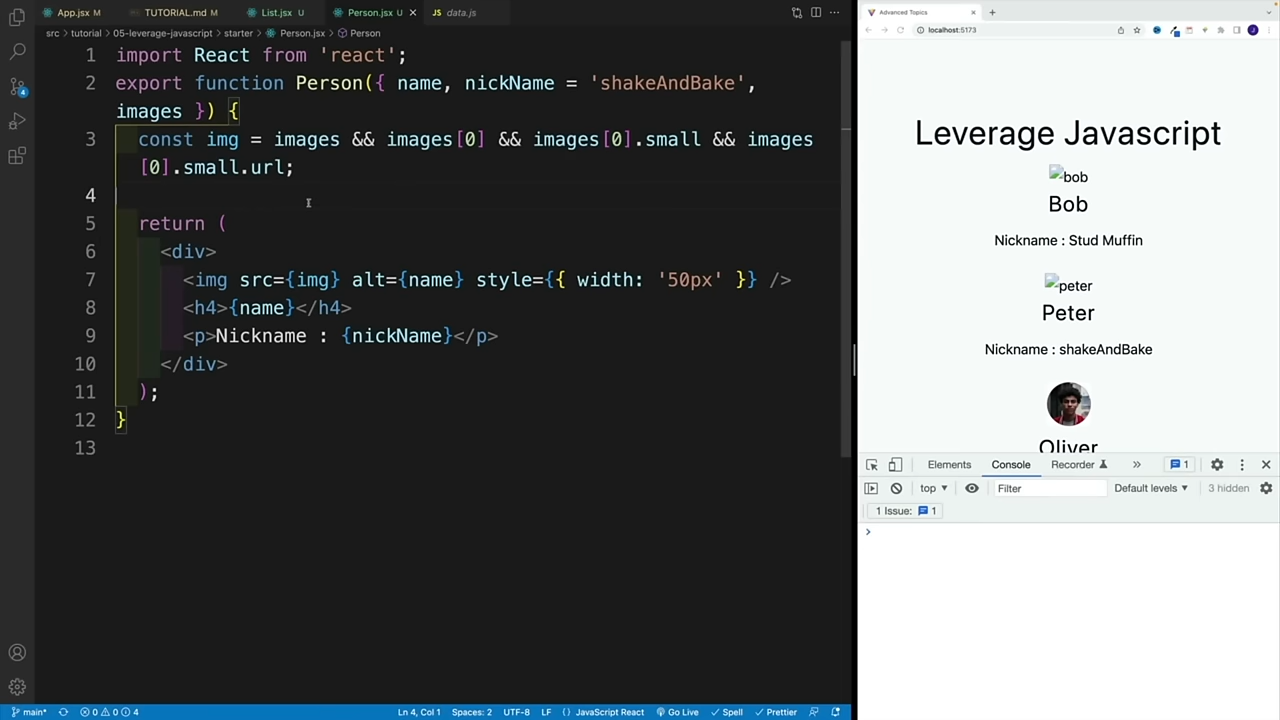 App.jsx M TUTORIAL.md M List.jsx U Person.jsx U data.js
src › tutorial › 05-leverage-javascript › starter › Person.jsx › Person
1 import React from 'react';
2 export function Person({ name, nickName = 'shakeAndBake',
images }) {
3 const img = images && images[0] && images[0].small && images
[0].small.url;
4
5 return (
6 <div>
7 <img src={img} alt={name} style={{ width: '50px' }} />
8 <h4>{name}</h4>
9 <p>Nickname : {nickName}</p>
10 </div>
11 );
12 }
13
4
main* 0 0 4 Ln 4, Col 1 Spaces: 2 UTF-8 LF {} JavaScript React Go Live Spell Prettier
Advanced Topics
localhost:5173
J
Leverage Javascript
bob
Bob
Nickname : Stud Muffin
peter
Peter
Nickname : shakeAndBake
Oliver
Elements Console Recorder » 1
top Filter Default levels 3 hidden
1 Issue: 1
›